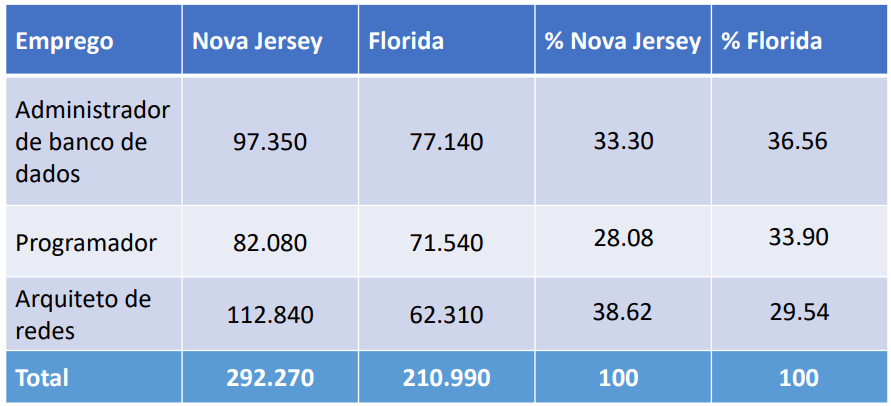 Emprego Nova Jersey Florida % Nova Jersey % Florida
Administrador
de banco de
dados
97.350 77.140 33.30 36.56
Programador 82.080 71.540 28.08 33.90
Arquiteto de
redes
112.840 62.310 38.62 29.54
Total 292.270 210.990 100 100